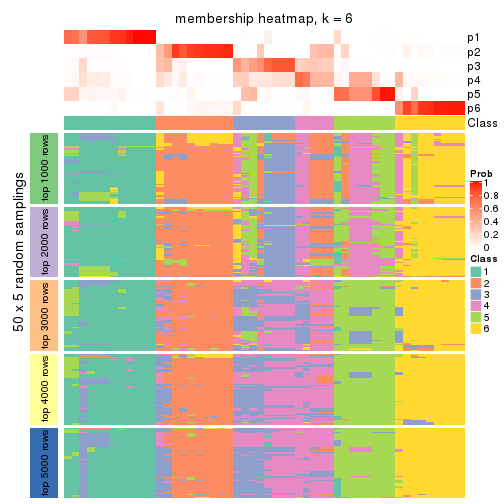 membership heatmap, k = 6
p1
p2
p3
p4
p5
p6
Class
50 x 5 random samplings
top 1000 rows
top 2000 rows
top 3000 rows
top 4000 rows
top 5000 rows
Prob
1
0.8
0.6
0.4
0.2
0
Class
1
2
3
4
5
6